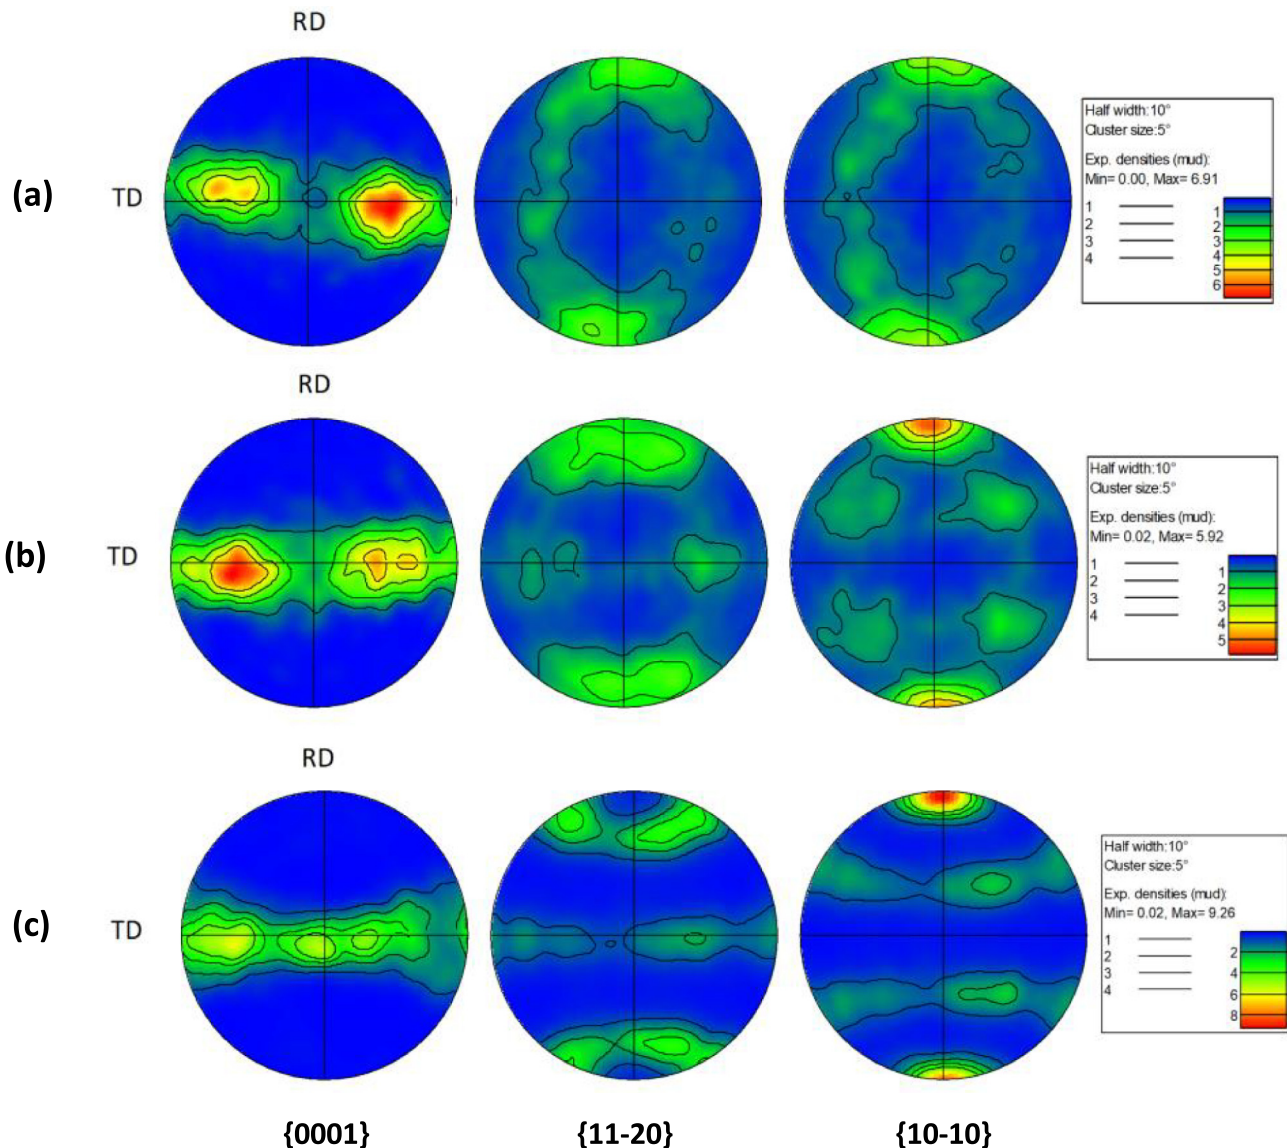 RD
(a)
TD
Half width:10°
Cluster size:5°
Exp. densities (mud):
Min= 0.00, Max= 6.91
1
2
3
4
1
2
3
4
5
6
RD
(b)
TD
Half width:10°
Cluster size:5°
Exp. densities (mud):
Min= 0.02, Max= 5.92
1
2
3
4
1
2
3
4
5
RD
(c)
TD
Half width:10°
Cluster size:5°
Exp. densities (mud):
Min= 0.02, Max= 9.26
1
2
3
4
2
4
6
8
{0001} {11-20} {10-10}